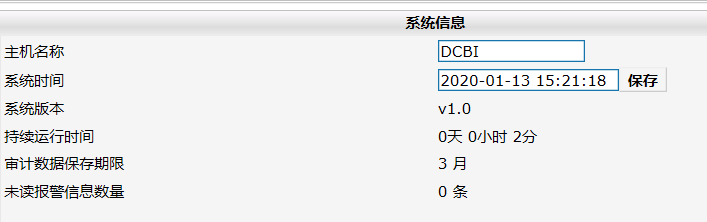 系统信息
主机名称 DCBI
系统时间 2020-01-13 15:21:18 保存
系统版本 v1.0
持续运行时间 0天 0小时 2分
审计数据保存期限 3 月
未读报警信息数量 0 条